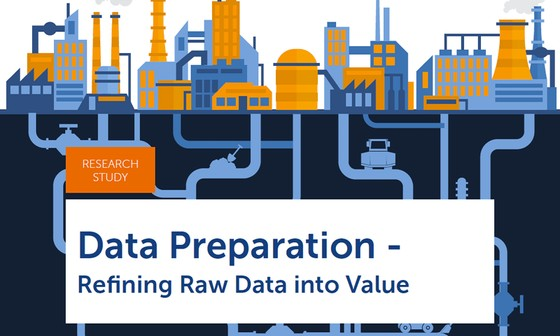 RESEARCH
STUDY
Data Preparation -
Refining Raw Data into Value